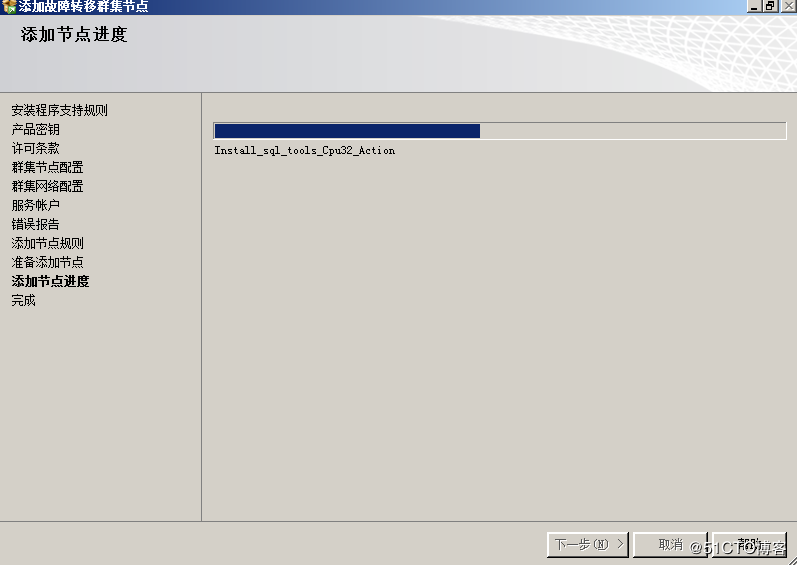 添加故障转移群集节点
添加节点进度
安装程序支持规则
产品密钥
许可条款
群集节点配置
群集网络配置
服务帐户
错误报告
添加节点规则
准备添加节点
添加节点进度
完成
Install_sql_tools_Cpu32_Action
下一步(N) >
取消
帮助
@51CTO博客